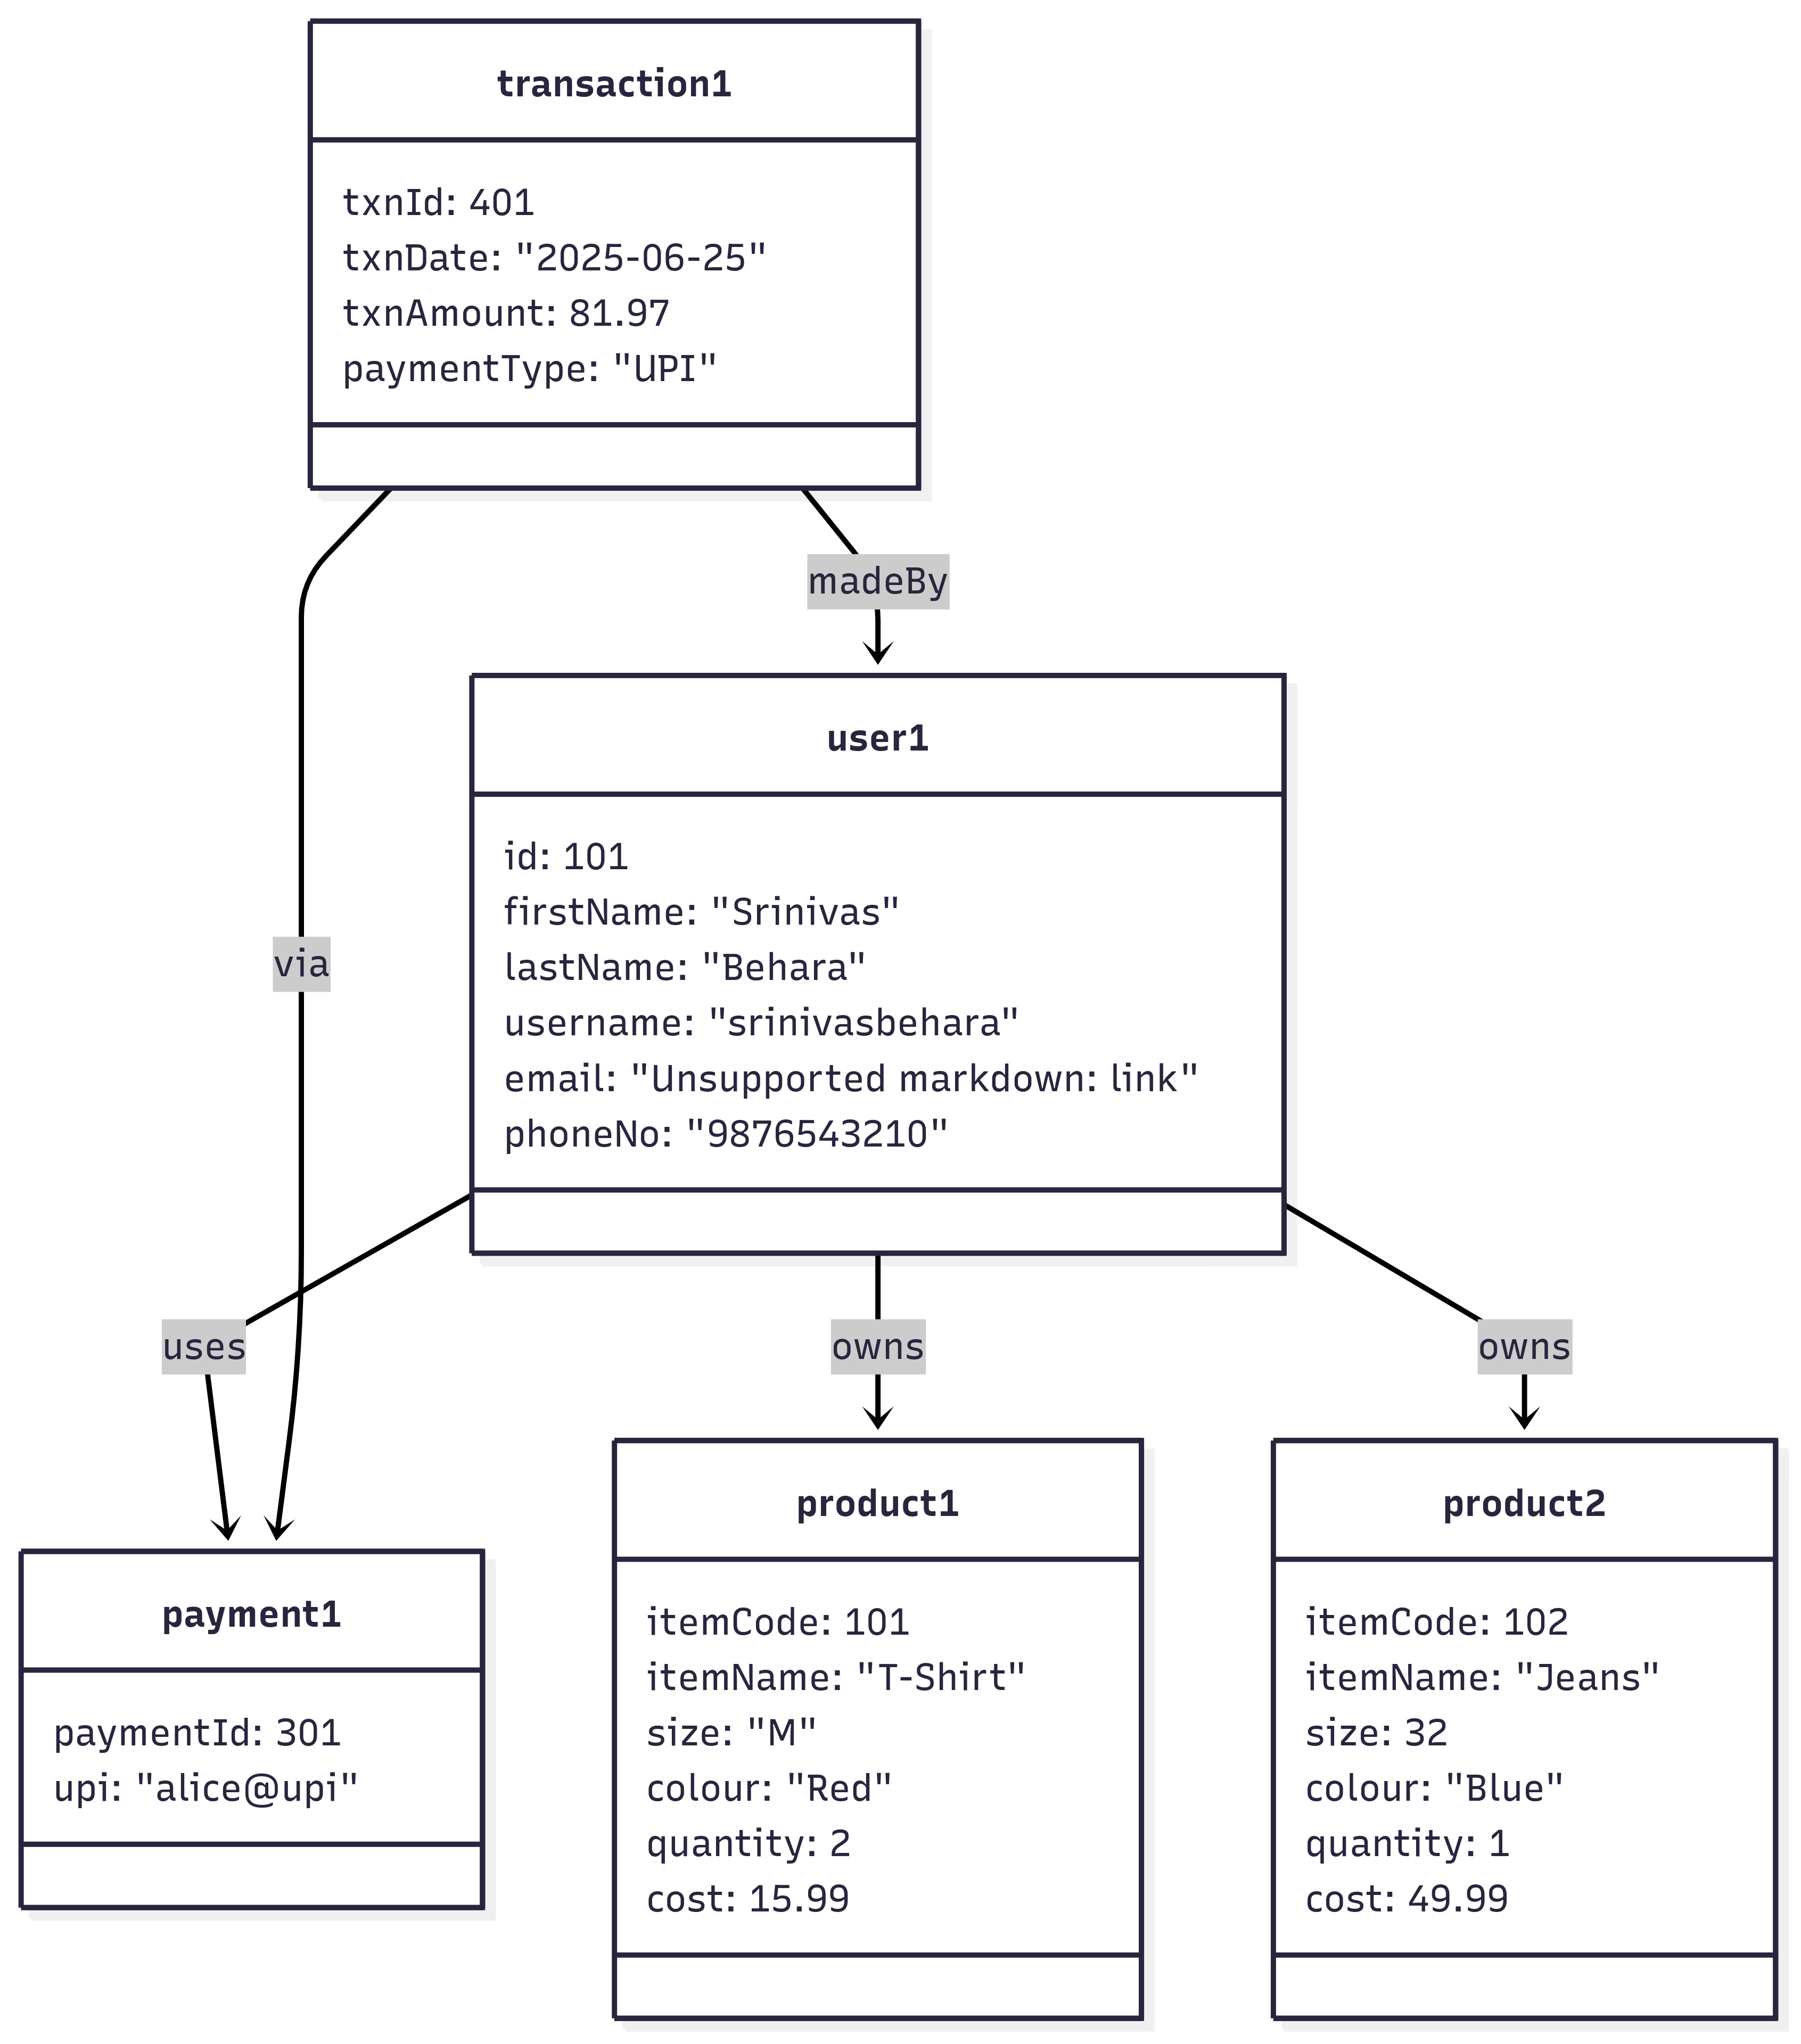 transaction1
txnId: 401
txnDate: "2025-06-25"
txnAmount: 81.97
paymentType: "UPI"
madeBy
user1
id: 101
firstName: "Srinivas"
lastName: "Behara"
username: "srinivasbehara"
email: "Unsupported markdown: link"
phoneNo: "9876543210"
via
uses
owns
owns
payment1
paymentId: 301
upi: "alice@upi"
product1
itemCode: 101
itemName: "T-Shirt"
size: "M"
colour: "Red"
quantity: 2
cost: 15.99
product2
itemCode: 102
itemName: "Jeans"
size: 32
colour: "Blue"
quantity: 1
cost: 49.99